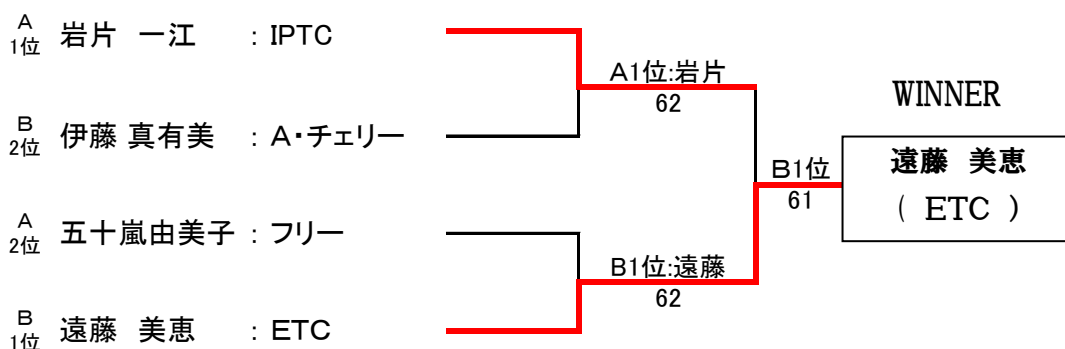 A
1位 岩片 一江 : IPTC
A1位:岩片
62
B
2位 伊藤 真有美 : A・チェリー
WINNER
B1位
61
遠藤 美恵
( ETC )
A
2位 五十嵐由美子 : フリー
B1位:遠藤
62
B
1位 遠藤 美恵 : ETC